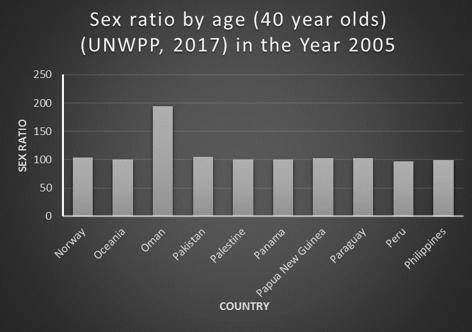 Sex ratio by age (40 year olds)
(UNWPP, 2017) in the Year 2005
250
200
150
100
50
0
SEX RATIO
Norway
Oceania
Oman
Pakistan
Palestine
Panama
Papua New Guinea
Paraguay
Peru
Philippines
COUNTRY